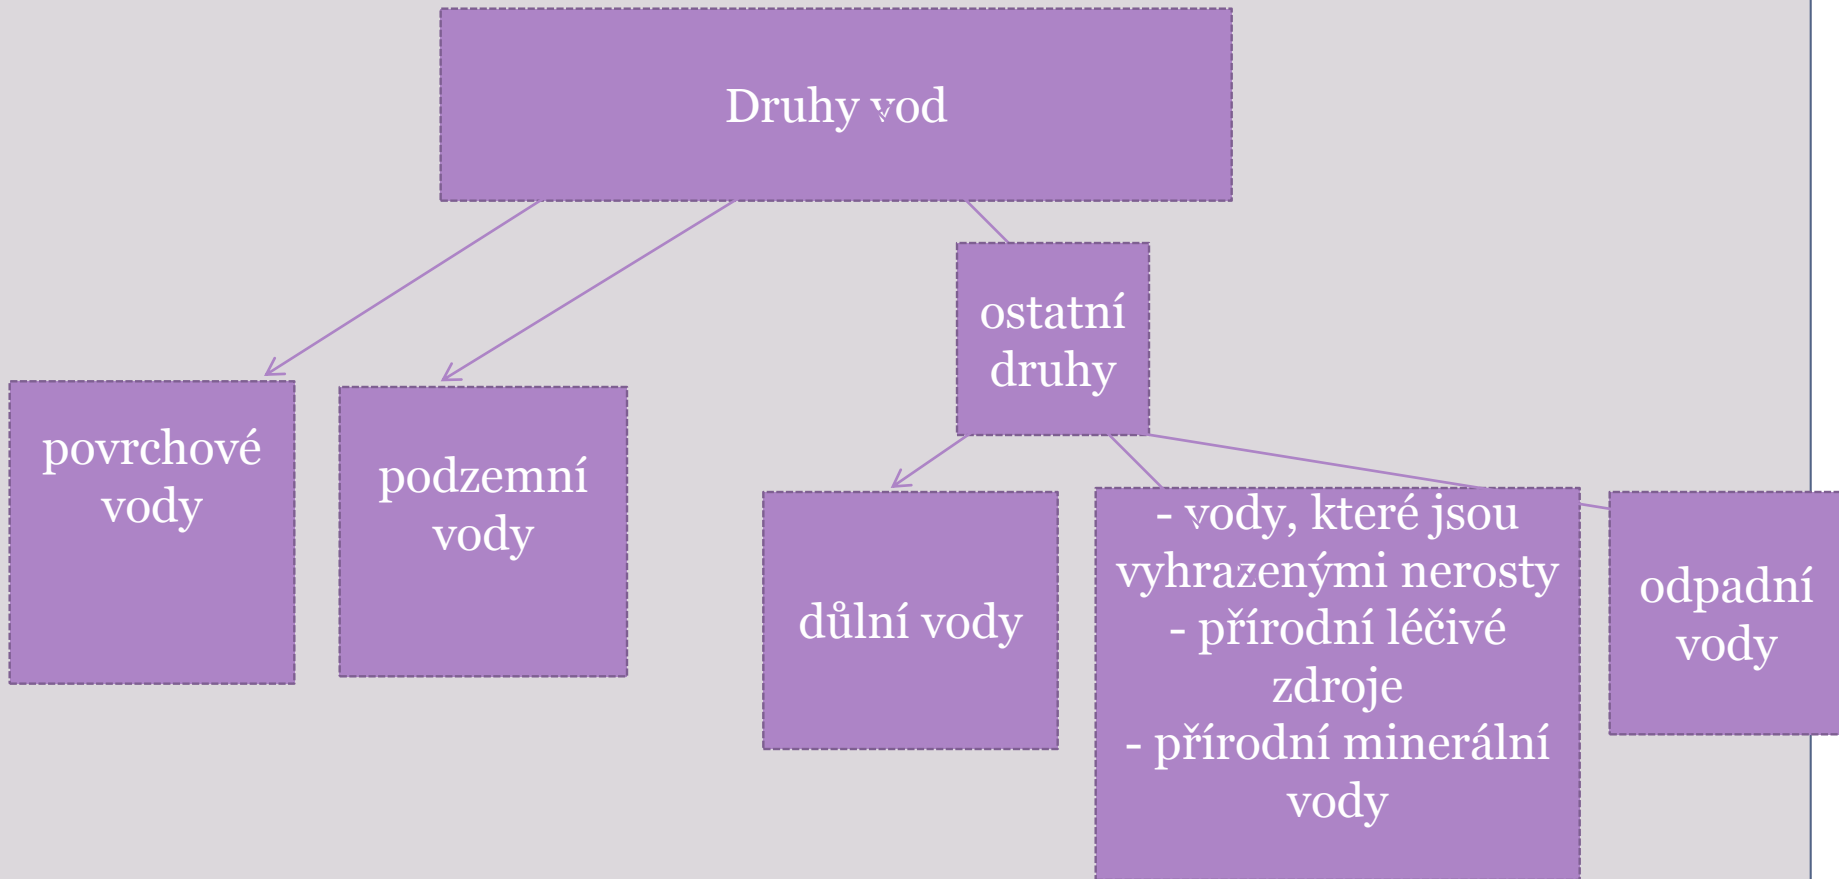 Druhy vod
ostatní
druhy
povrchové
vody
podzemní
vody
důlní vody
- vody, které jsou
vyhrazenými nerosty
- přírodní léčivé
zdroje
- přírodní minerální
vody
odpadní
vody